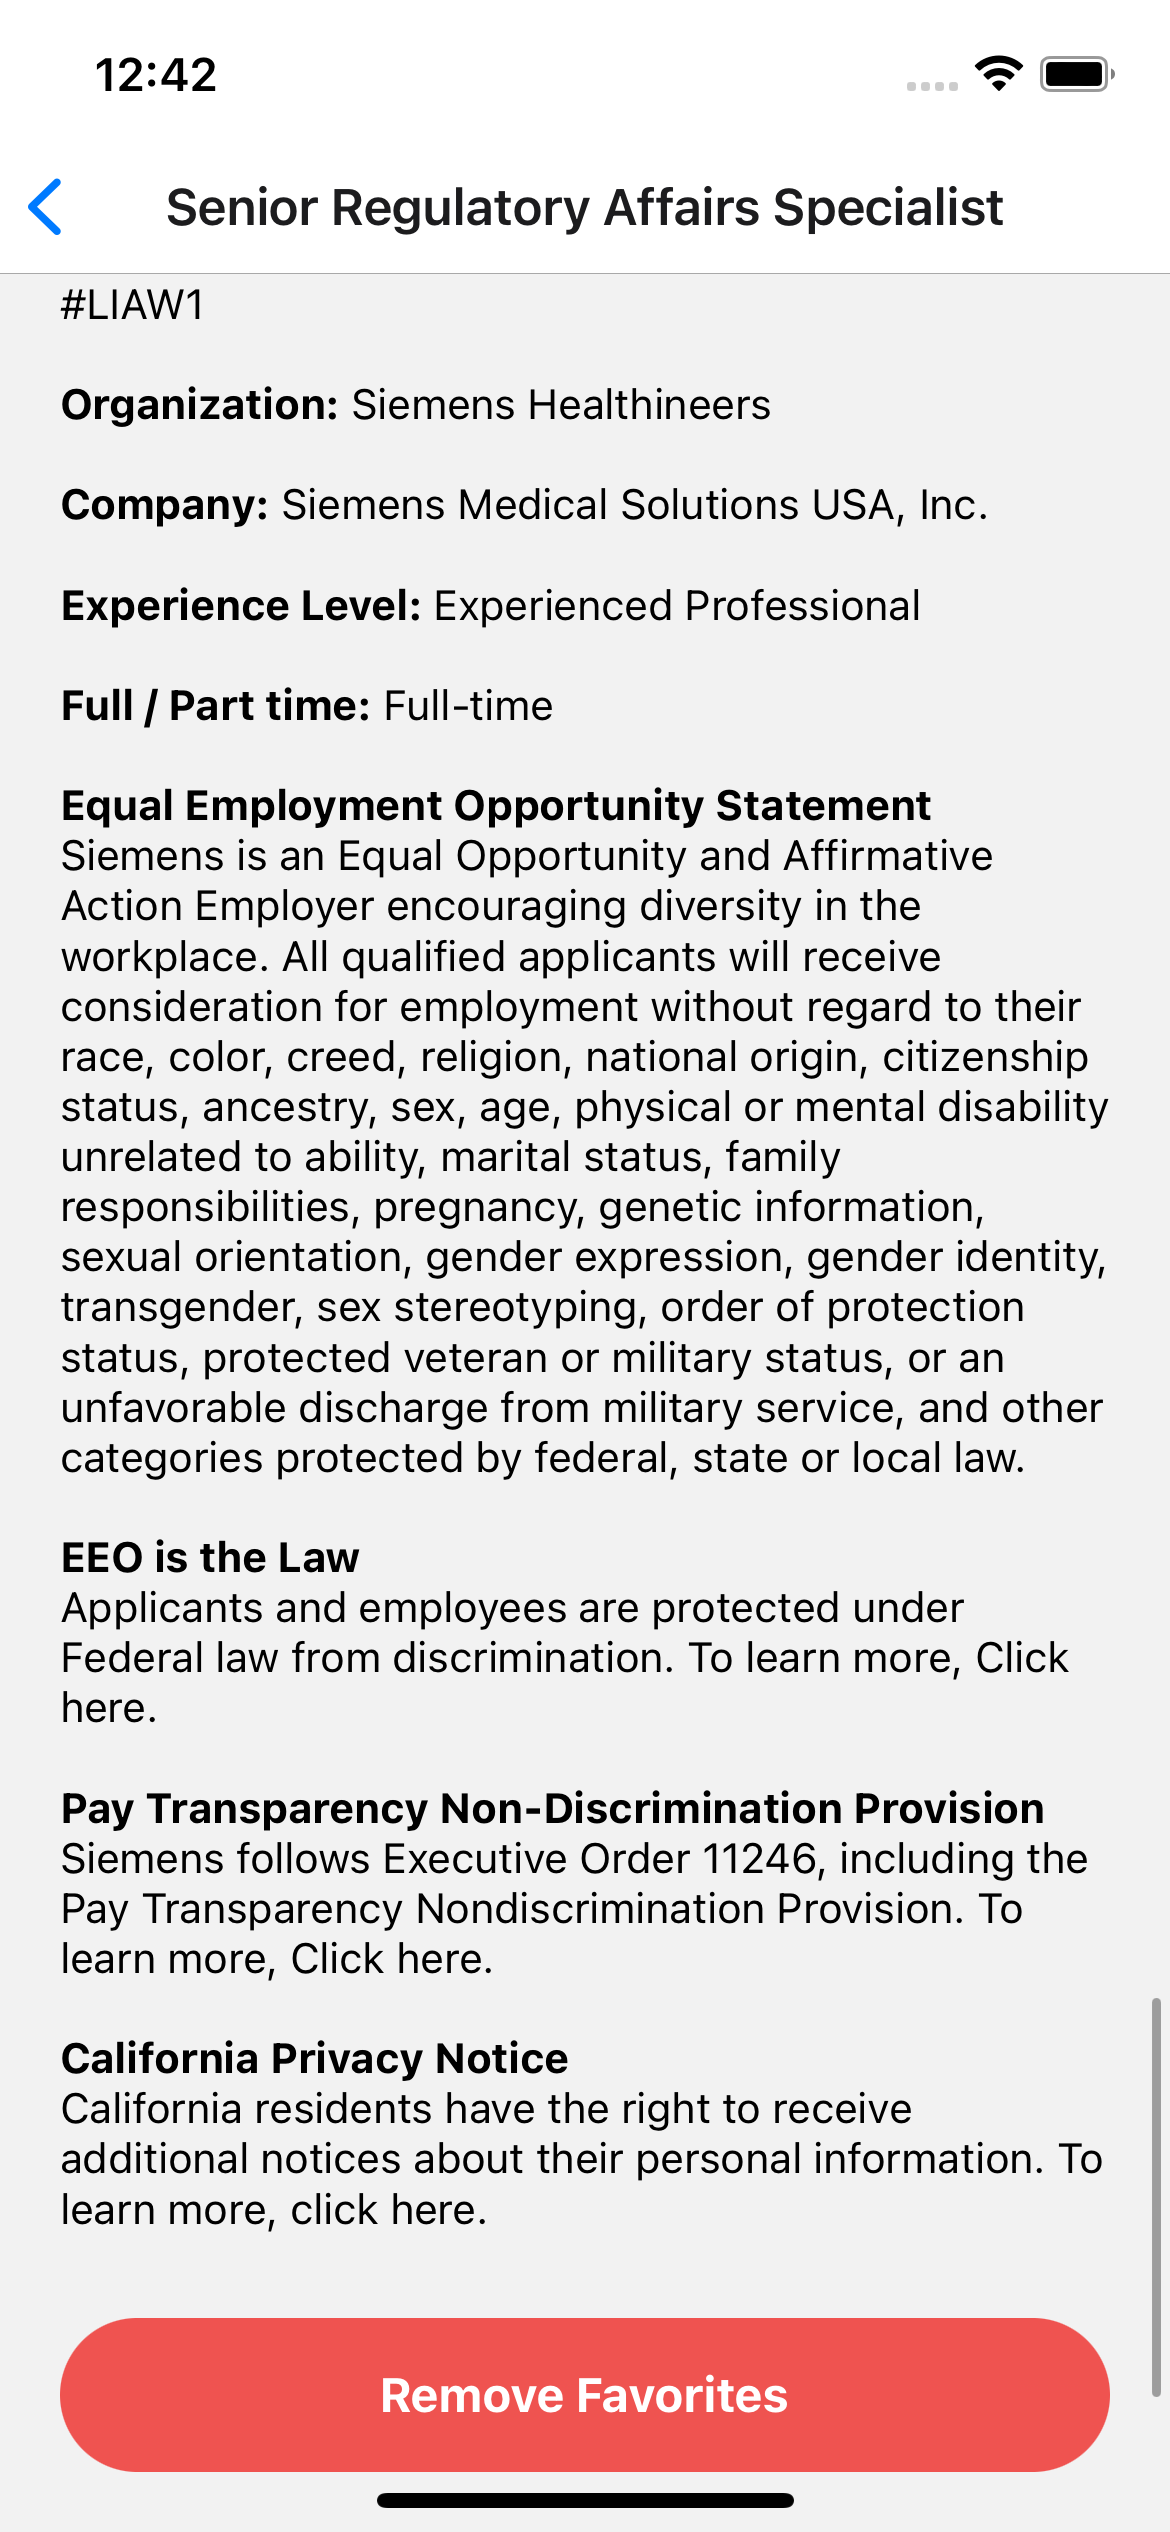 12:42
Senior Regulatory Affairs Specialist
#LIAW1
Organization: Siemens Healthineers
Company: Siemens Medical Solutions USA, Inc.
Experience Level: Experienced Professional
Full / Part time: Full-time
Equal Employment Opportunity Statement
Siemens is an Equal Opportunity and Affirmative
Action Employer encouraging diversity in the
workplace. All qualified applicants will receive
consideration for employment without regard to their
race, color, creed, religion, national origin, citizenship
status, ancestry, sex, age, physical or mental disability
unrelated to ability, marital status, family
responsibilities, pregnancy, genetic information,
sexual orientation, gender expression, gender identity,
transgender, sex stereotyping, order of protection
status, protected veteran or military status, or an
unfavorable discharge from military service, and other
categories protected by federal, state or local law.
EEO is the Law
Applicants and employees are protected under
Federal law from discrimination. To learn more, Click
here.
Pay Transparency Non-Discrimination Provision
Siemens follows Executive Order 11246, including the
Pay Transparency Nondiscrimination Provision. To
learn more, Click here.
California Privacy Notice
California residents have the right to receive
additional notices about their personal information. To
learn more, click here.
Remove Favorites